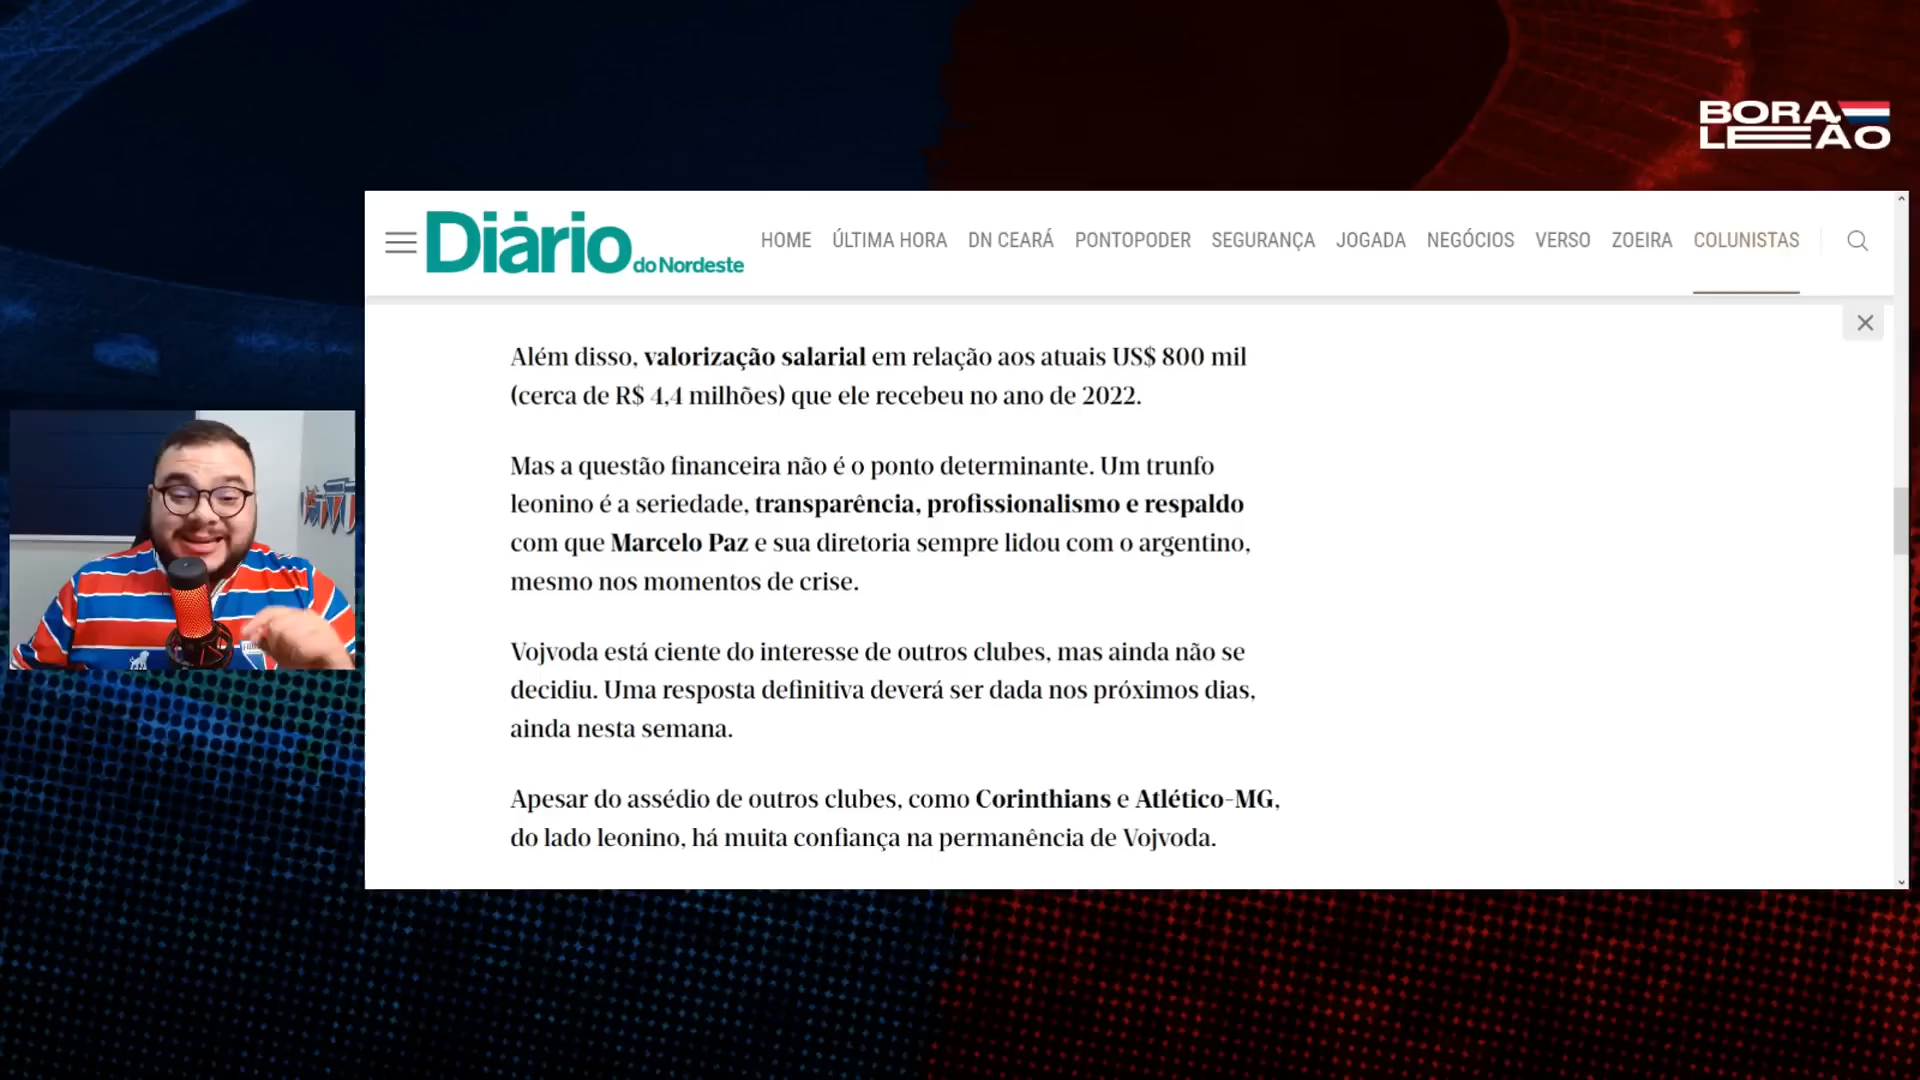 BORA
LEÃO
Diário do Nordeste
HOME ÚLTIMA HORA DN CEARÁ PONTOPODER SEGURANÇA JOGADA NEGÓCIOS VERSO ZOEIRA COLUNISTAS
Além disso, valorização salarial em relação aos atuais US$ 800 mil
(cerca de R$ 4,4 milhões) que ele recebeu no ano de 2022.
Mas a questão financeira não é o ponto determinante. Um trunfo
leonino é a seriedade, transparência, profissionalismo e respaldo
com que Marcelo Paz e sua diretoria sempre lidou com o argentino,
mesmo nos momentos de crise.
Vojvoda está ciente do interesse de outros clubes, mas ainda não se
decidiu. Uma resposta definitiva deverá ser dada nos próximos dias,
ainda nesta semana.
Apesar do assédio de outros clubes, como Corinthians e Atlético-MG,
do lado leonino, há muita confiança na permanência de Vojvoda.